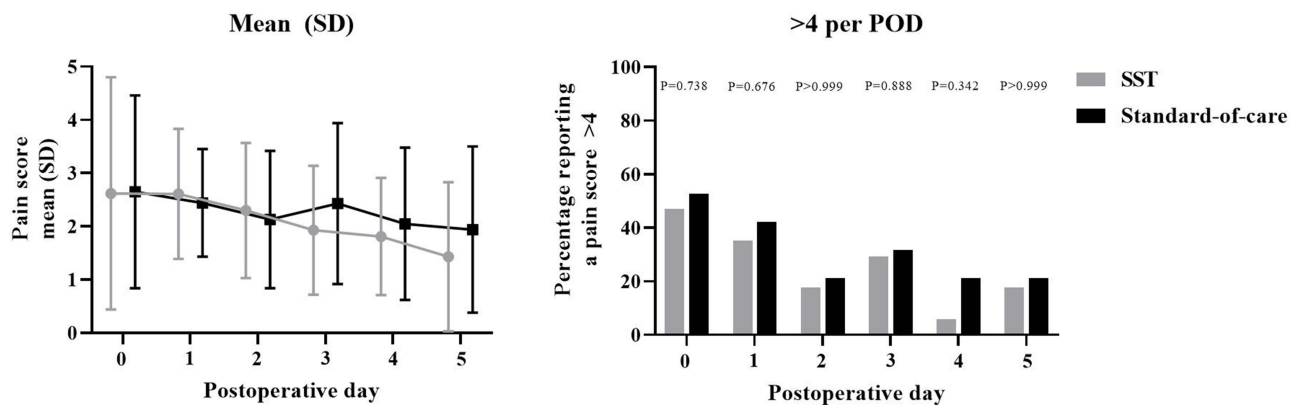 Mean (SD)
Pain score
mean (SD)
5
4
3
2
1
0
0 1 2 3 4 5
Postoperative day
>4 per POD
Percentage reporting
a pain score >4
100
80
60
40
20
0
P=0.738 P=0.676 P>0.999 P=0.888 P=0.342 P>0.999
0 1 2 3 4 5
Postoperative day
SST
Standard-of-care